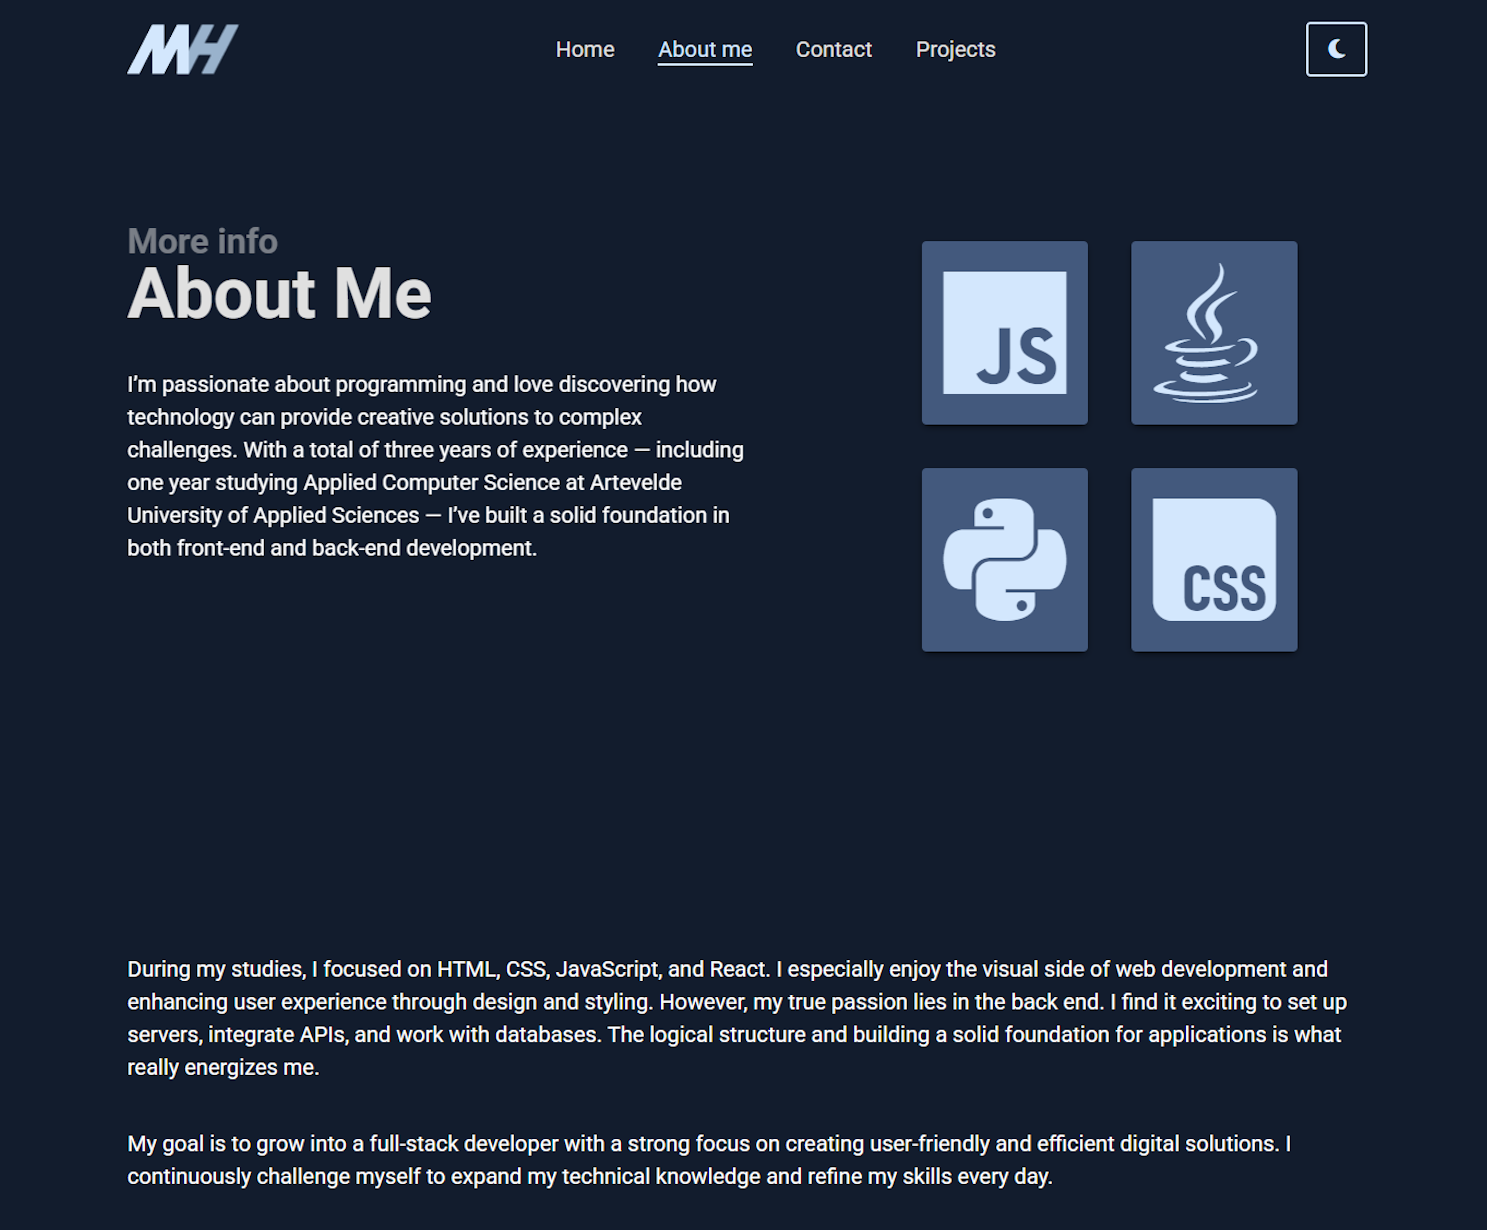 MH
Home
About me
Contact
Projects
More info
About Me
I’m passionate about programming and love discovering how
technology can provide creative solutions to complex
challenges. With a total of three years of experience — including
one year studying Applied Computer Science at Artevelde
University of Applied Sciences — I’ve built a solid foundation in
both front-end and back-end development.
JS
CSS
During my studies, I focused on HTML, CSS, JavaScript, and React. I especially enjoy the visual side of web development and
enhancing user experience through design and styling. However, my true passion lies in the back end. I find it exciting to set up
servers, integrate APIs, and work with databases. The logical structure and building a solid foundation for applications is what
really energizes me.
My goal is to grow into a full-stack developer with a strong focus on creating user-friendly and efficient digital solutions. I
continuously challenge myself to expand my technical knowledge and refine my skills every day.